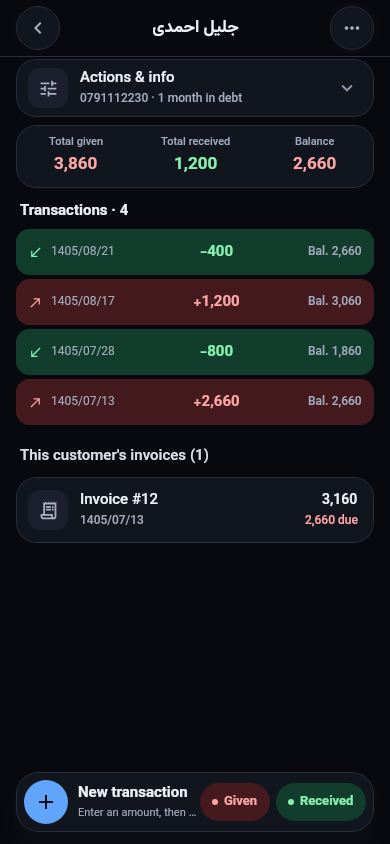 جلیل احمدی
Actions & info
0791112230 · 1 month in debt
Total given
Total received
Balance
3,860
1,200
2,660
Transactions · 4
1405/08/21 −400 Bal. 2,660
1405/08/17 +1,200 Bal. 3,060
1405/07/28 −800 Bal. 1,860
1405/07/13 +2,660 Bal. 2,660
This customer's invoices (1)
Invoice #12 3,160
1405/07/13 2,660 due
New transaction
Enter an amount, then ...
Given
Received